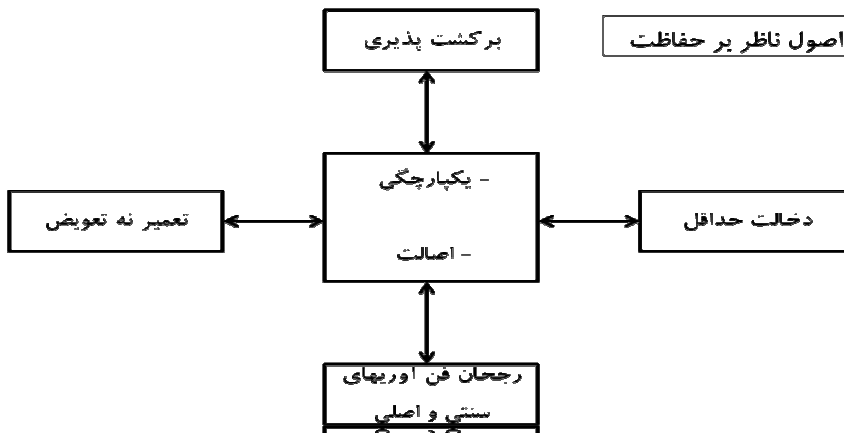 اصول ناظر بر حفاظت
برکشت پذیری
- یکپارچگی
- اصالت
دخالت حداقل
تعمیر نه تعویض
رجحان فن آوریهای
سنتی و اصلی